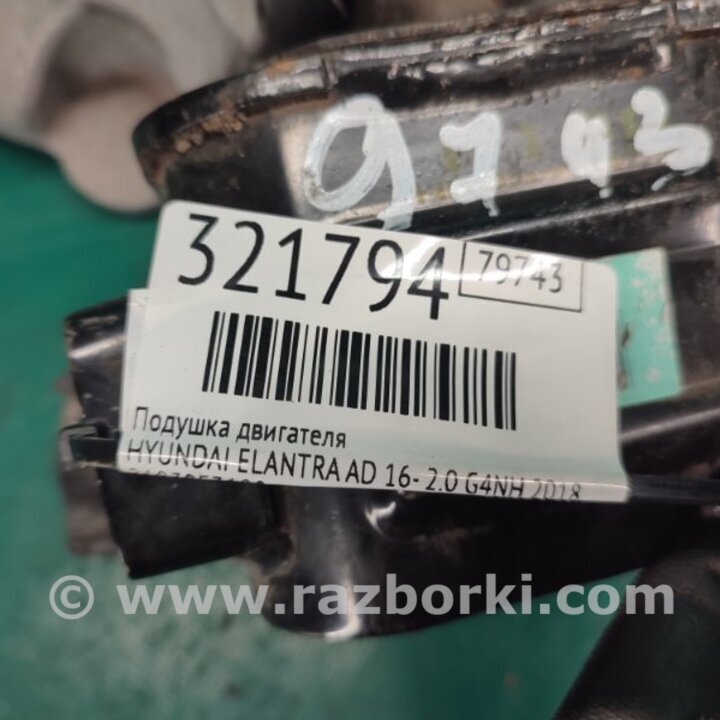 9743
321794
79743
Подушка двигателя
HYUNDAI ELANTRA AD 16- 2.0 G4NH 2018
© www.razborki.com